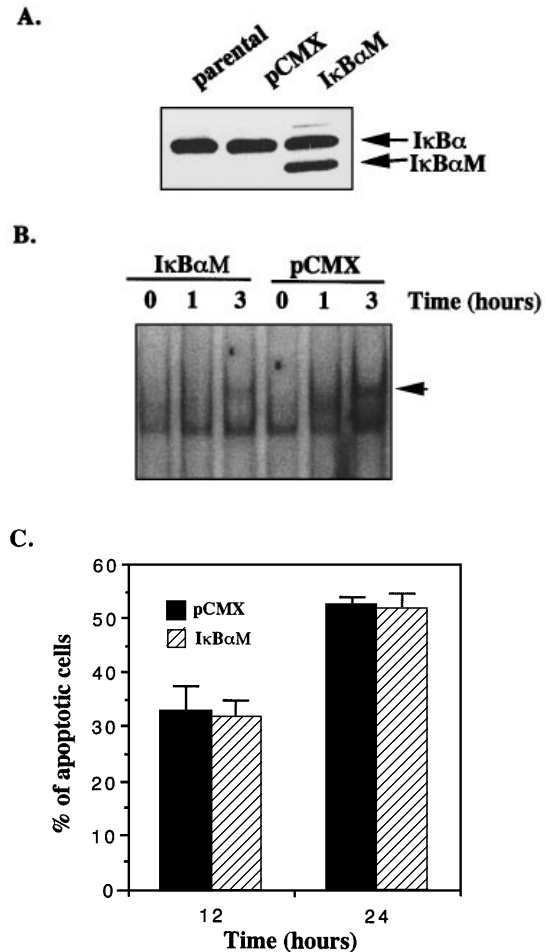 A.
parental pCMX IκBαM
IκBα
IκBαM
B.
IκBαM pCMX
0 1 3 0 1 3 Time (hours)
C.
60
50
40
30
20
10
0
% of apoptotic cells
pCMX
IκBαM
12 24
Time (hours)